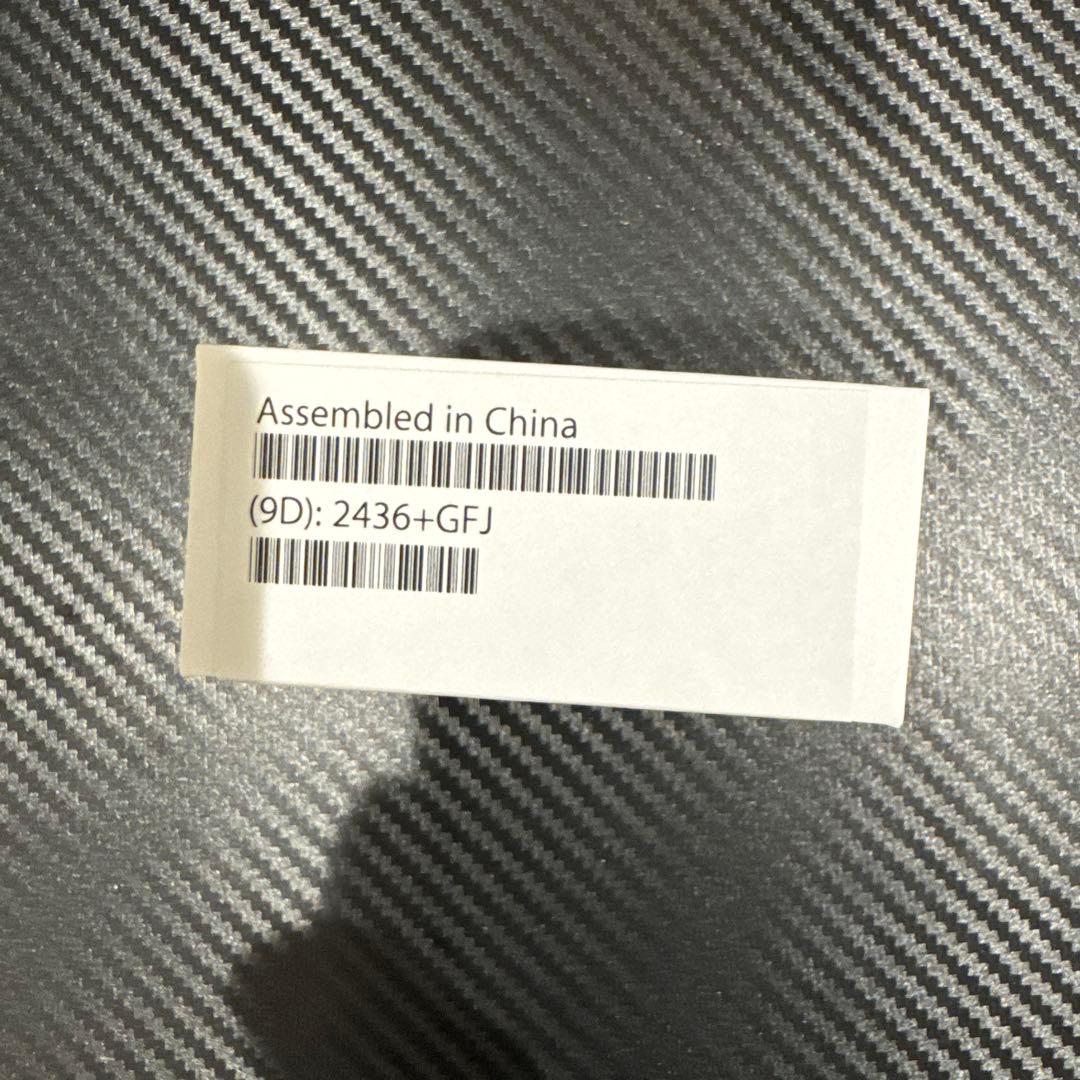 Assembled in China
(9D): 2436+GFJ